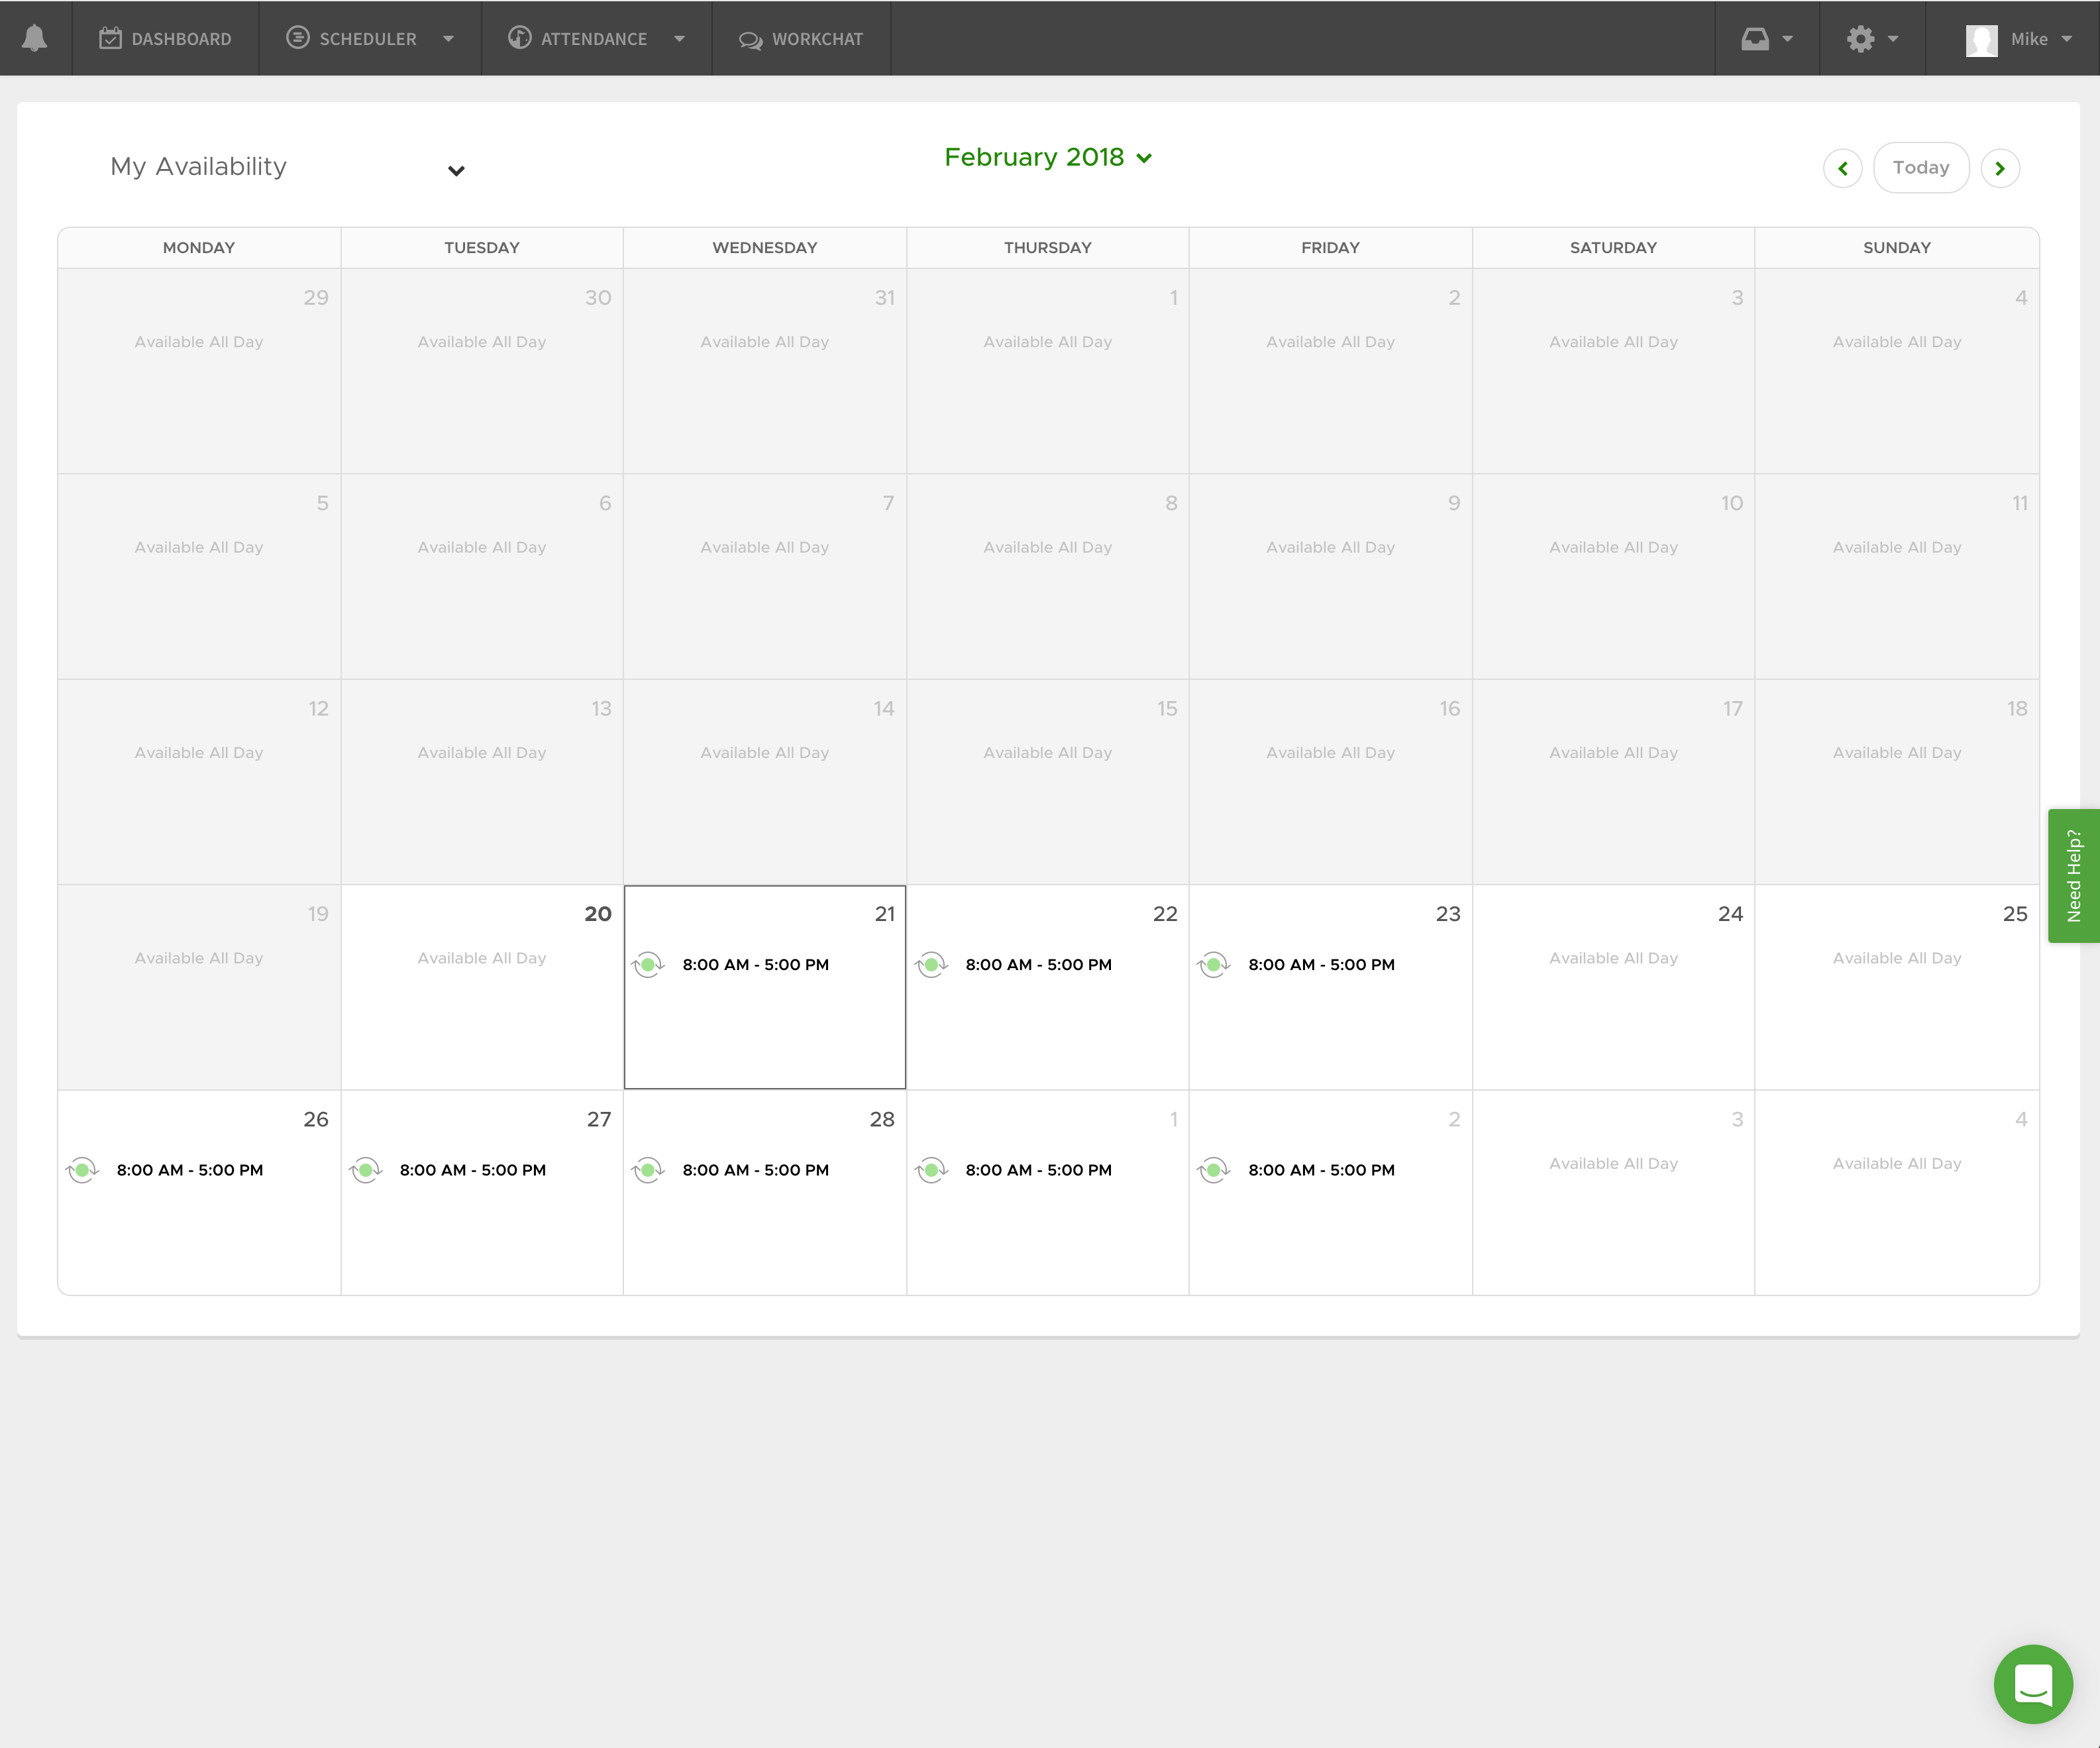 DASHBOARD SCHEDULER ATTENDANCE WORKCHAT Mike
My Availability February 2018 Today
MONDAY TUESDAY WEDNESDAY THURSDAY FRIDAY SATURDAY SUNDAY
29 30 31 1 2 3 4
Available All Day Available All Day Available All Day Available All Day Available All Day Available All Day Available All Day
5 6 7 8 9 10 11
Available All Day Available All Day Available All Day Available All Day Available All Day Available All Day Available All Day
12 13 14 15 16 17 18
Available All Day Available All Day Available All Day Available All Day Available All Day Available All Day Available All Day
Need Help?
19 20 21 22 23 24 25
Available All Day Available All Day 8:00 AM - 5:00 PM 8:00 AM - 5:00 PM 8:00 AM - 5:00 PM Available All Day Available All Day
26 27 28 1 2 3 4
8:00 AM - 5:00 PM 8:00 AM - 5:00 PM 8:00 AM - 5:00 PM 8:00 AM - 5:00 PM 8:00 AM - 5:00 PM Available All Day Available All Day